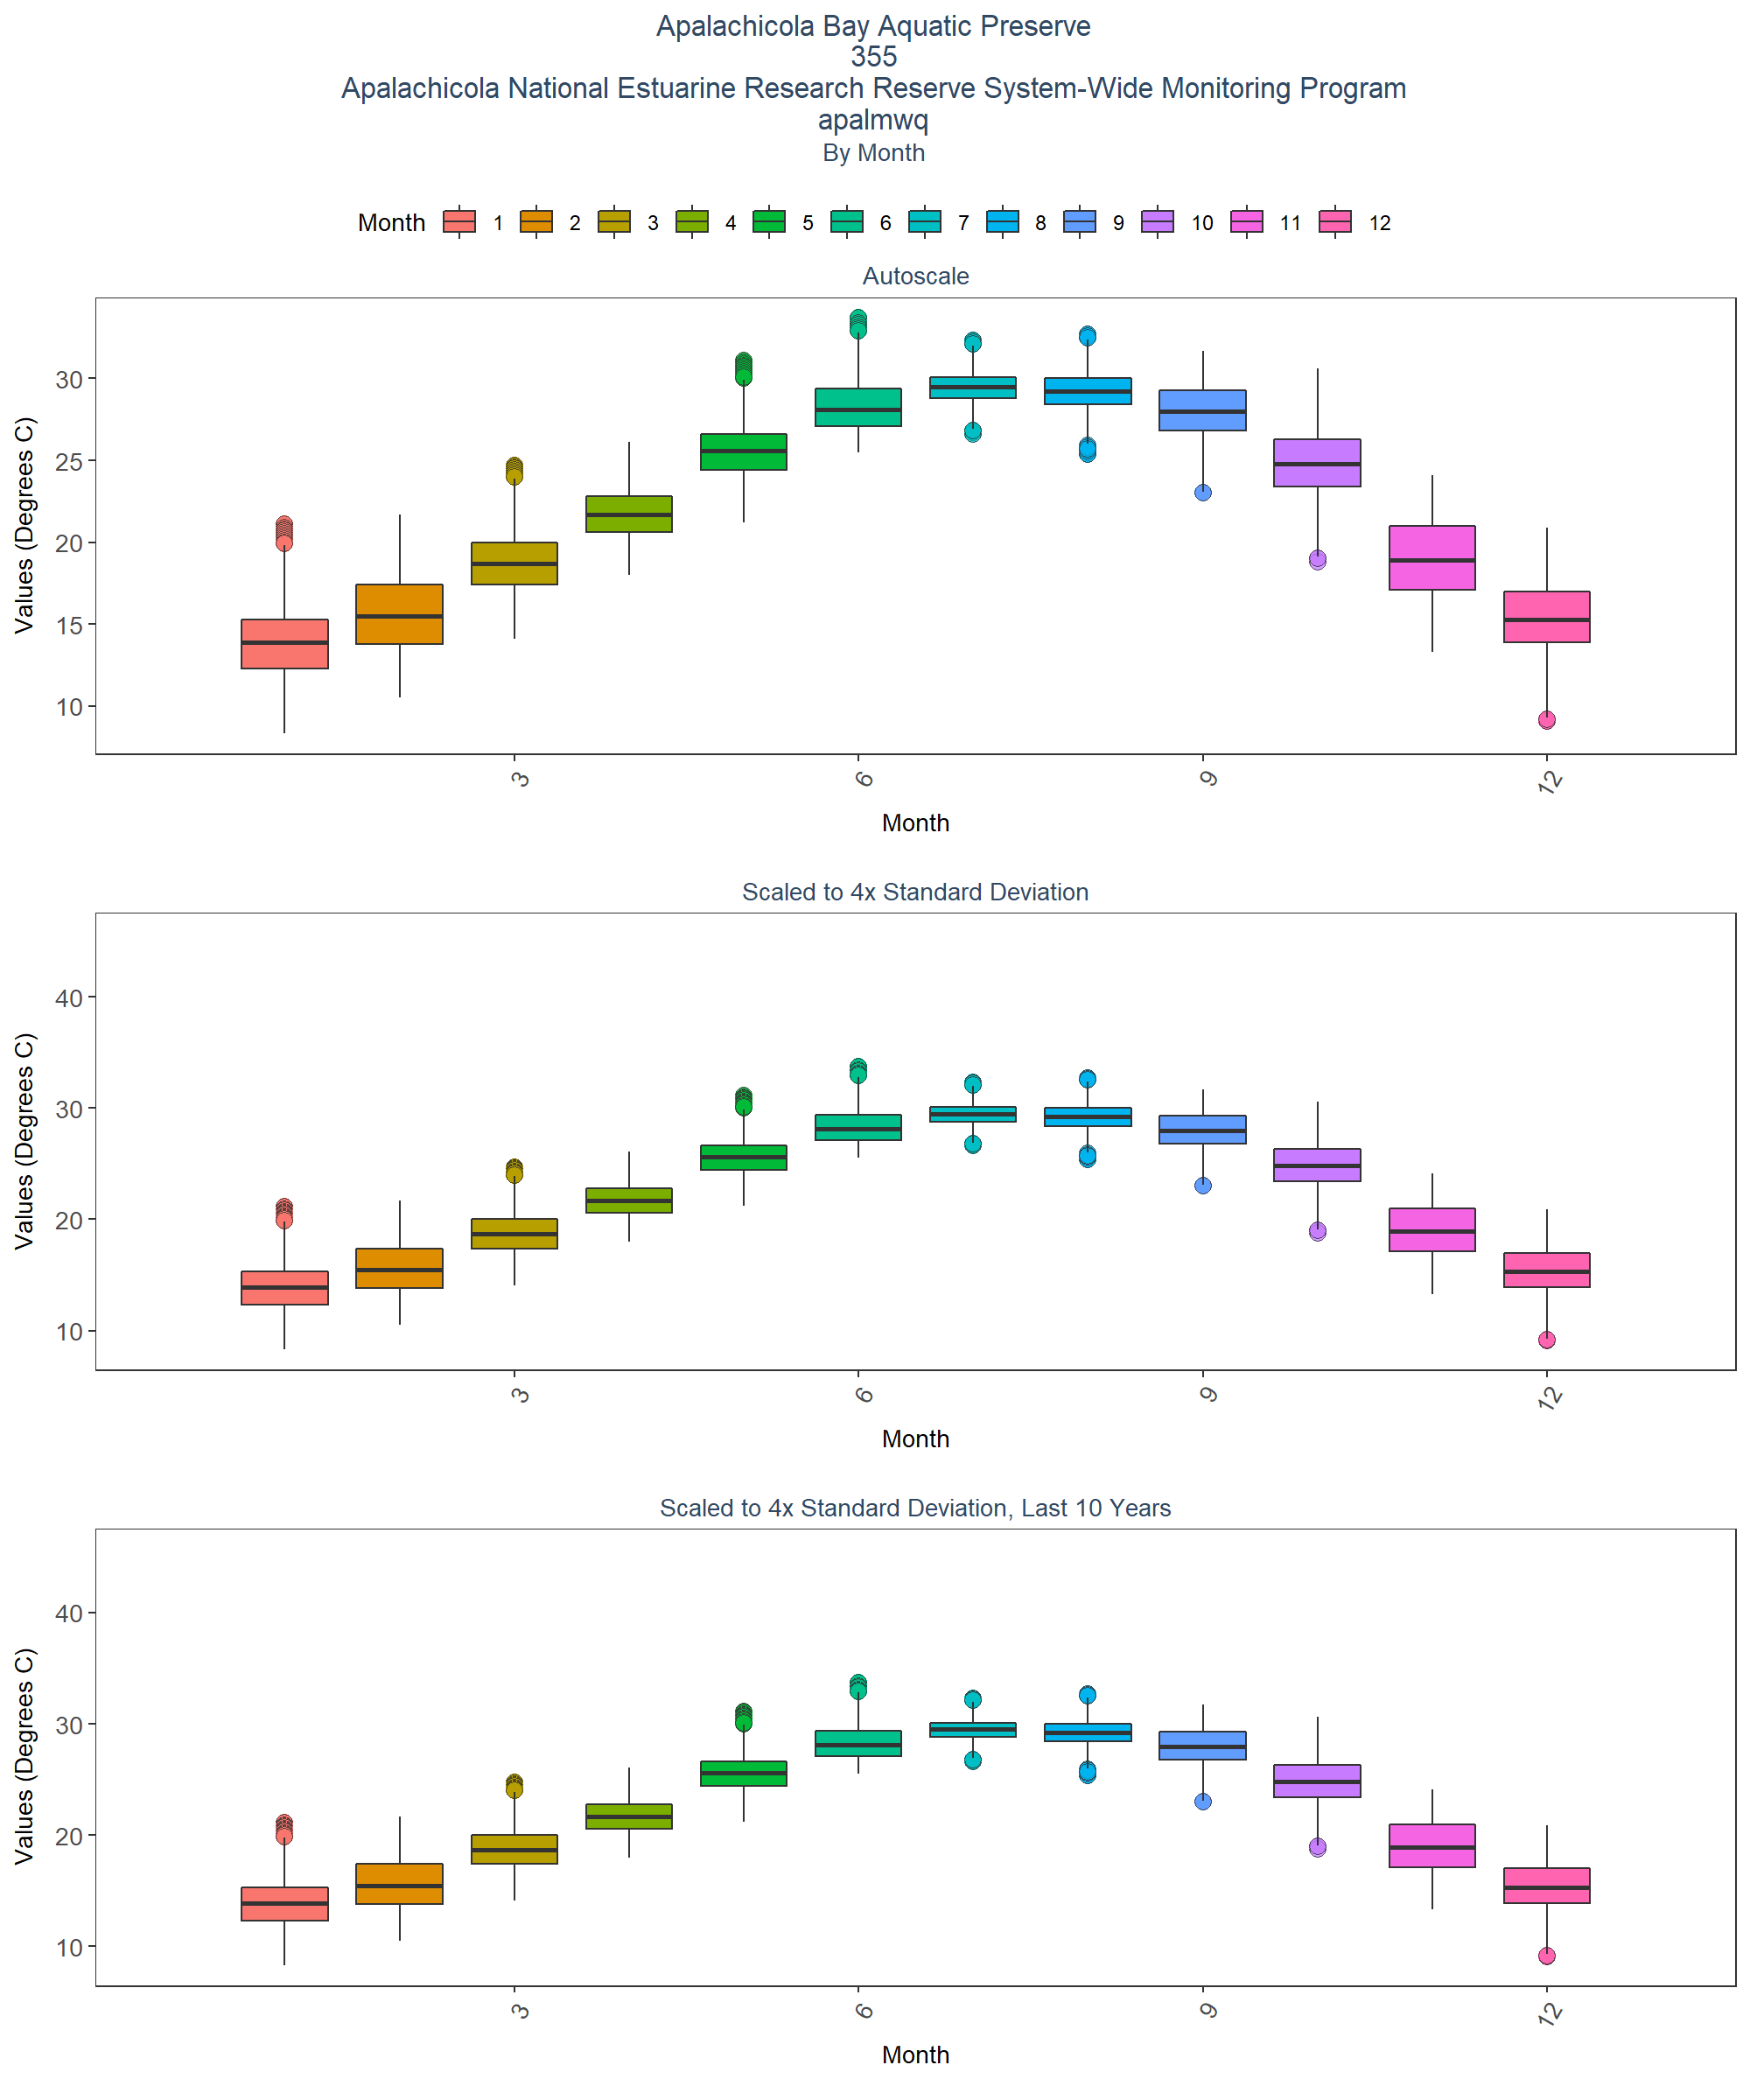 Apalachicola Bay Aquatic Preserve
355
Apalachicola National Estuarine Research Reserve System-Wide Monitoring Program
apalmwq
By Month
Month 1 2 3 4 5 6 7 8 9 10 11 12
Autoscale
Values (Degrees C)
30
25
20
15
10
3 6 9 12
Month
Scaled to 4x Standard Deviation
Values (Degrees C)
40
30
20
10
3 6 9 12
Month
Scaled to 4x Standard Deviation, Last 10 Years
Values (Degrees C)
40
30
20
10
3 6 9 12
Month